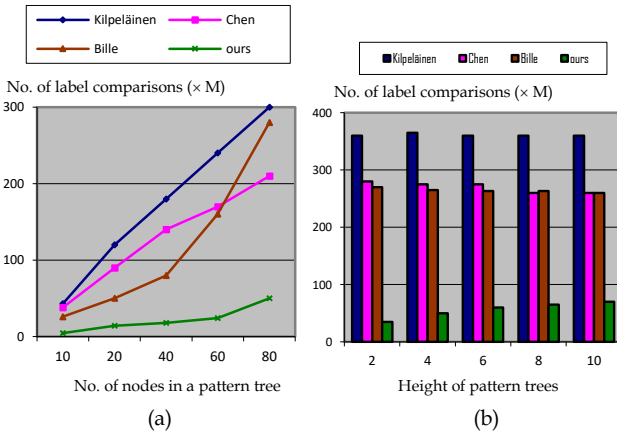 Kilpeläinen Chen
Bille ours
No. of label comparisons (× M)
300
200
100
0
10 20 40 60 80
No. of nodes in a pattern tree
(a)
Kilpeläinen Chen Bille ours
No. of label comparisons (× M)
400
300
200
100
0
2 4 6 8 10
Height of pattern trees
(b)